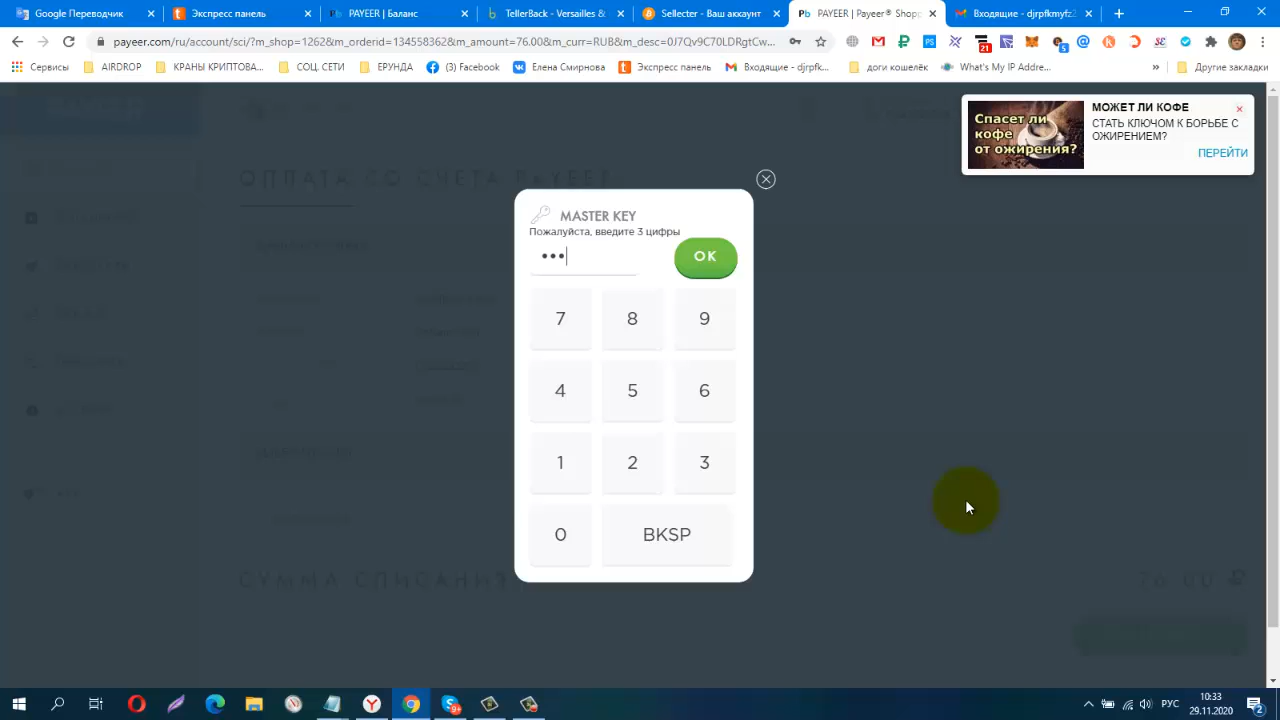 Google Переводчик
Экспресс панель
PAYEER | Баланс
TellerBack - Versailles &
Sellecter - Ваш аккаунт
PAYEER | Payeer® Shop
Входящие - djrpfkmyfz2
payeer.com/ru/account/sci/?m_shop=1262&m_orderid=134558362&m_amount=76.00&m_curr=RUB&m_desc=0J7Qv9C70LDRgtCw...
Сервисы
AIRDROP
КРАНЫ КРИПТОВА...
СОЦ. СЕТИ
ЕРУНДА
(3) Facebook
Елена Смирнова
Экспресс панель
Входящие - djrpfk...
доги кошелёк
What's My IP Addre...
Другие закладки
Спасет ли
кофе
от ожирения?
МОЖЕТ ЛИ КОФЕ
СТАТЬ КЛЮЧОМ К БОРЬБЕ С
ОЖИРЕНИЕМ?
ПЕРЕЙТИ
ОПЛАТА СО СЧЕТА PAYEER
MASTER KEY
Пожалуйста, введите 3 цифры
•••
OK
7 8 9
4 5 6
1 2 3
0 BKSP
СУММА СПИСАНИЯ
76.00 ₽
РУС
10:33
29.11.2020